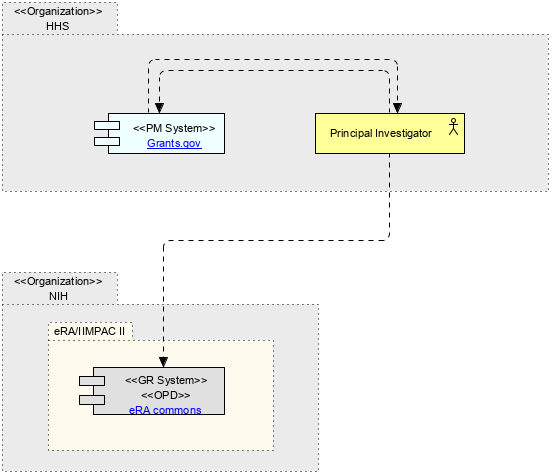 <<Organization>>
HHS
<<PM System>>
Grants.gov
Principal Investigator
<<Organization>>
NIH
eRA/IIMPAC II
<<GR System>>
<<OPD>>
eRA commons